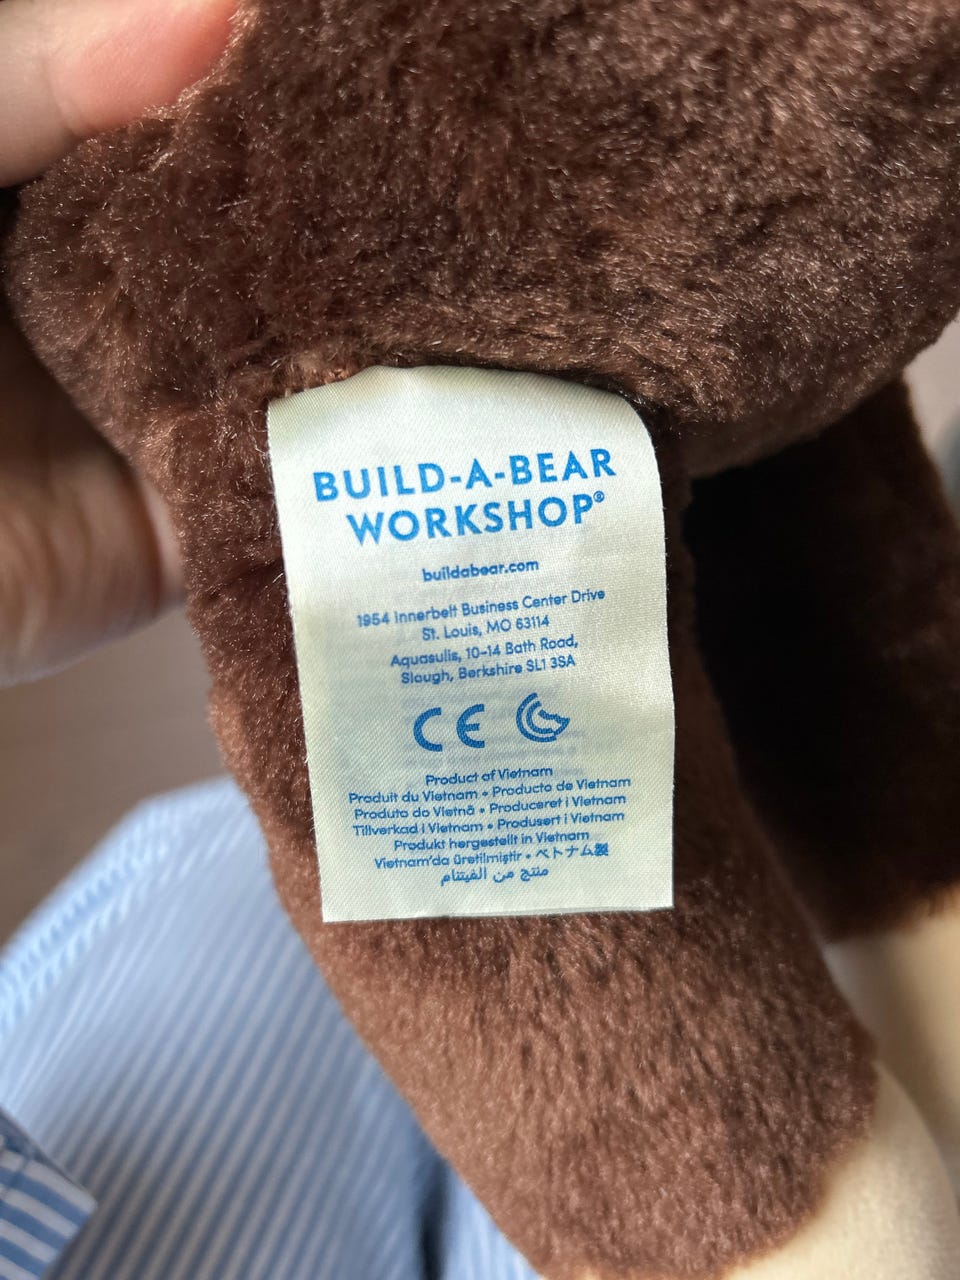 BUILD-A-BEAR
WORKSHOP®
buildabear.com
1954 Innerbelt Business Center Drive
St. Louis, MO 63114
Aquasulis, 10-14 Bath Road,
Slough, Berkshire SL1 3SA
CE
Product of Vietnam
Produit du Vietnam • Producto de Vietnam
Produto do Vietnã • Produceret i Vietnam
Tillverkad i Vietnam • Produsert i Vietnam
Produkt hergestellt in Vietnam
Vietnam'da üretilmiştir • ベトナム製
منتج من الفيتنام